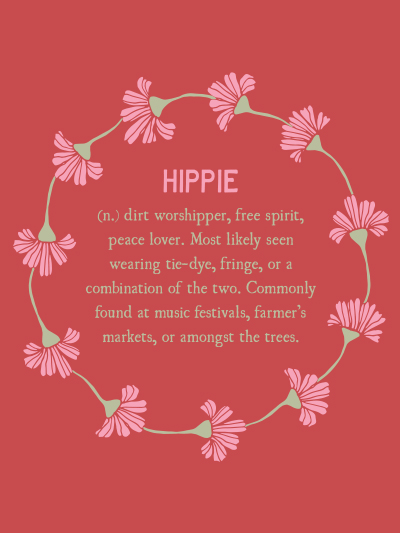 HIPPIE
(n.) dirt worshipper, free spirit,
peace lover. Most likely seen
wearing tie-dye, fringe, or a
combination of the two. Commonly
found at music festivals, farmer's
markets, or amongst the trees.